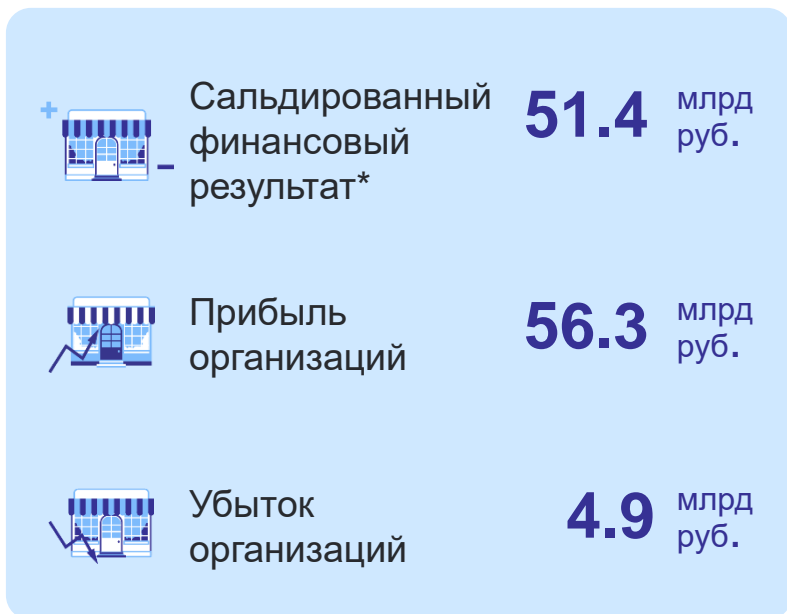 Сальдированный
финансовый
результат*
51.4 млрд
руб.
Прибыль
организаций
56.3 млрд
руб.
Убыток
организаций
4.9 млрд
руб.